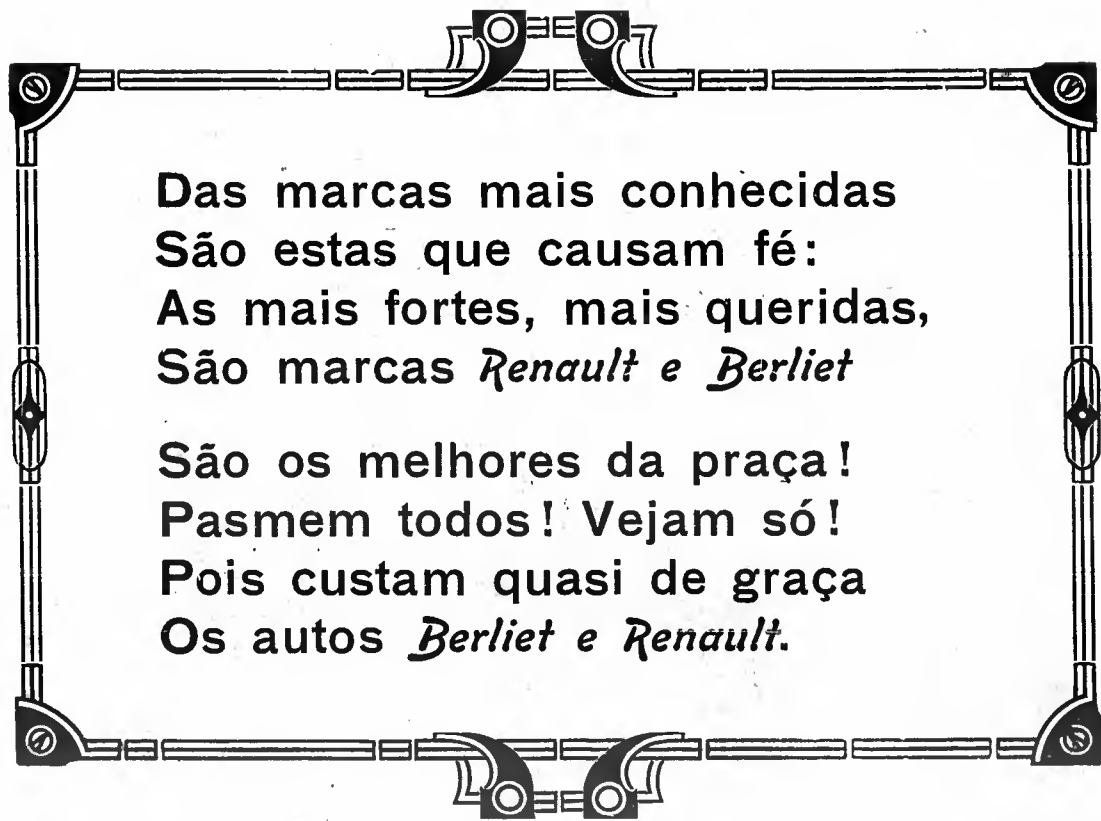 Das marcas mais conhecidas
São estas que causam fé:
As mais fortes, mais queridas,
São marcas Renault e Berliet
São os melhores da praça!
Pasmem todos! Vejam só!
Pois custam quasi de graça
Os autos Berliet e Renault.